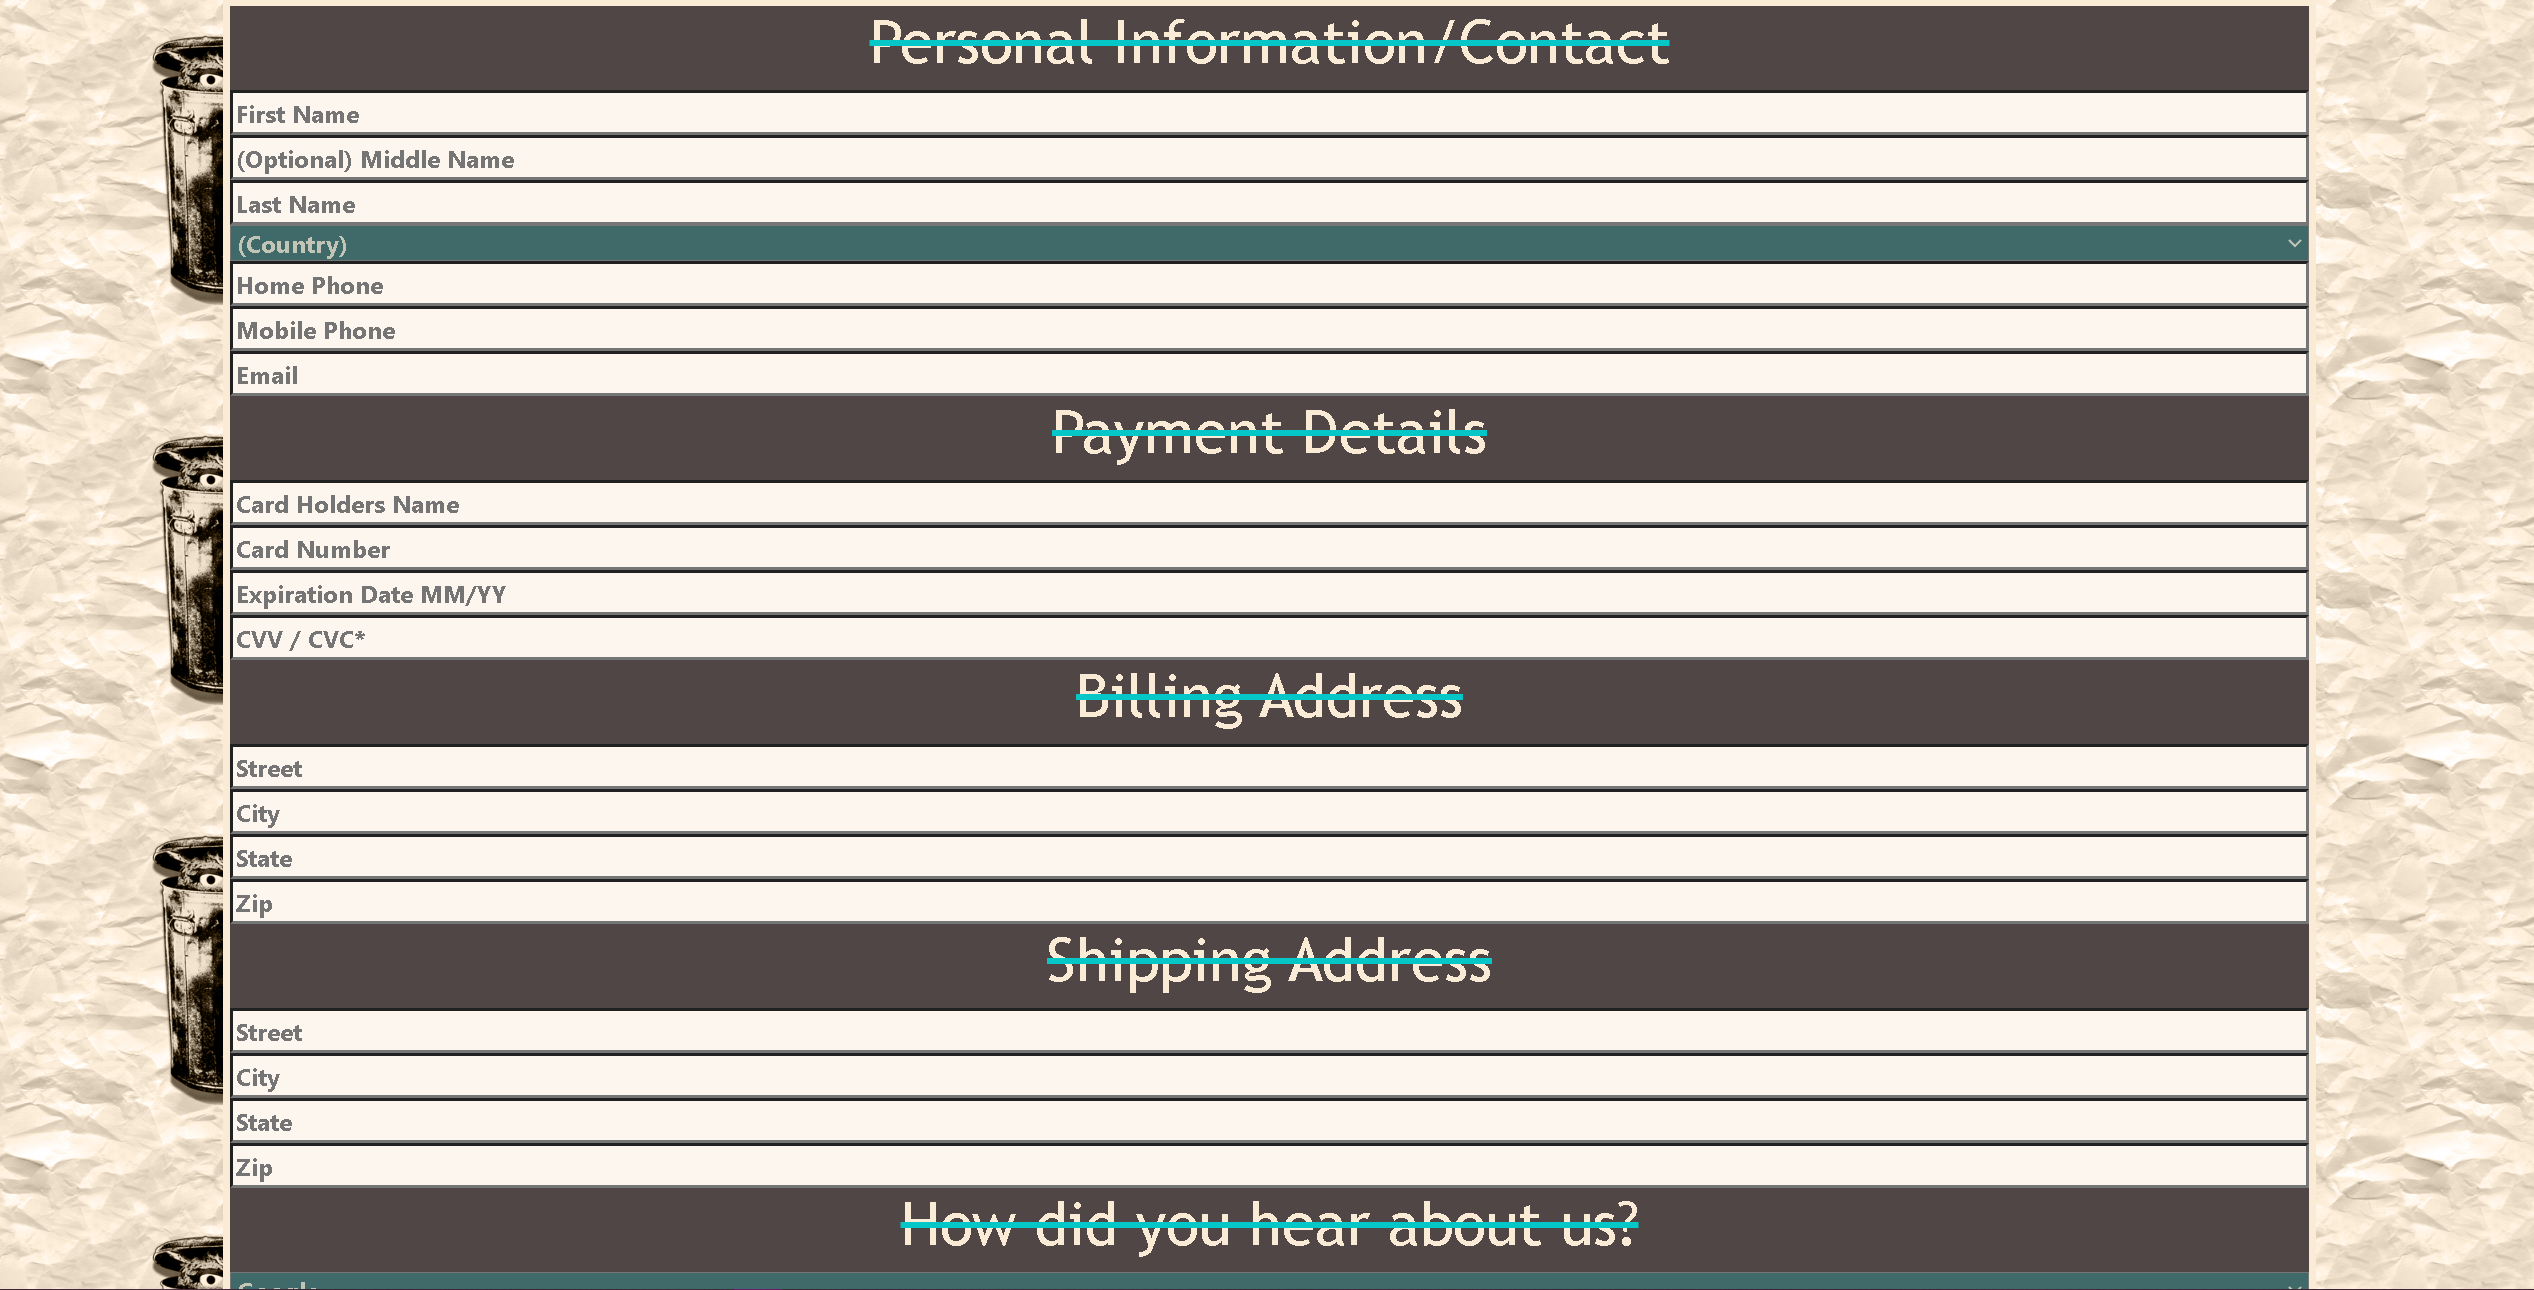 Personal Information/Contact
First Name
(Optional) Middle Name
Last Name
(Country)
Home Phone
Mobile Phone
Email
Payment Details
Card Holders Name
Card Number
Expiration Date MM/YY
CVV / CVC*
Billing Address
Street
City
State
Zip
Shipping Address
Street
City
State
Zip
How did you hear about us?